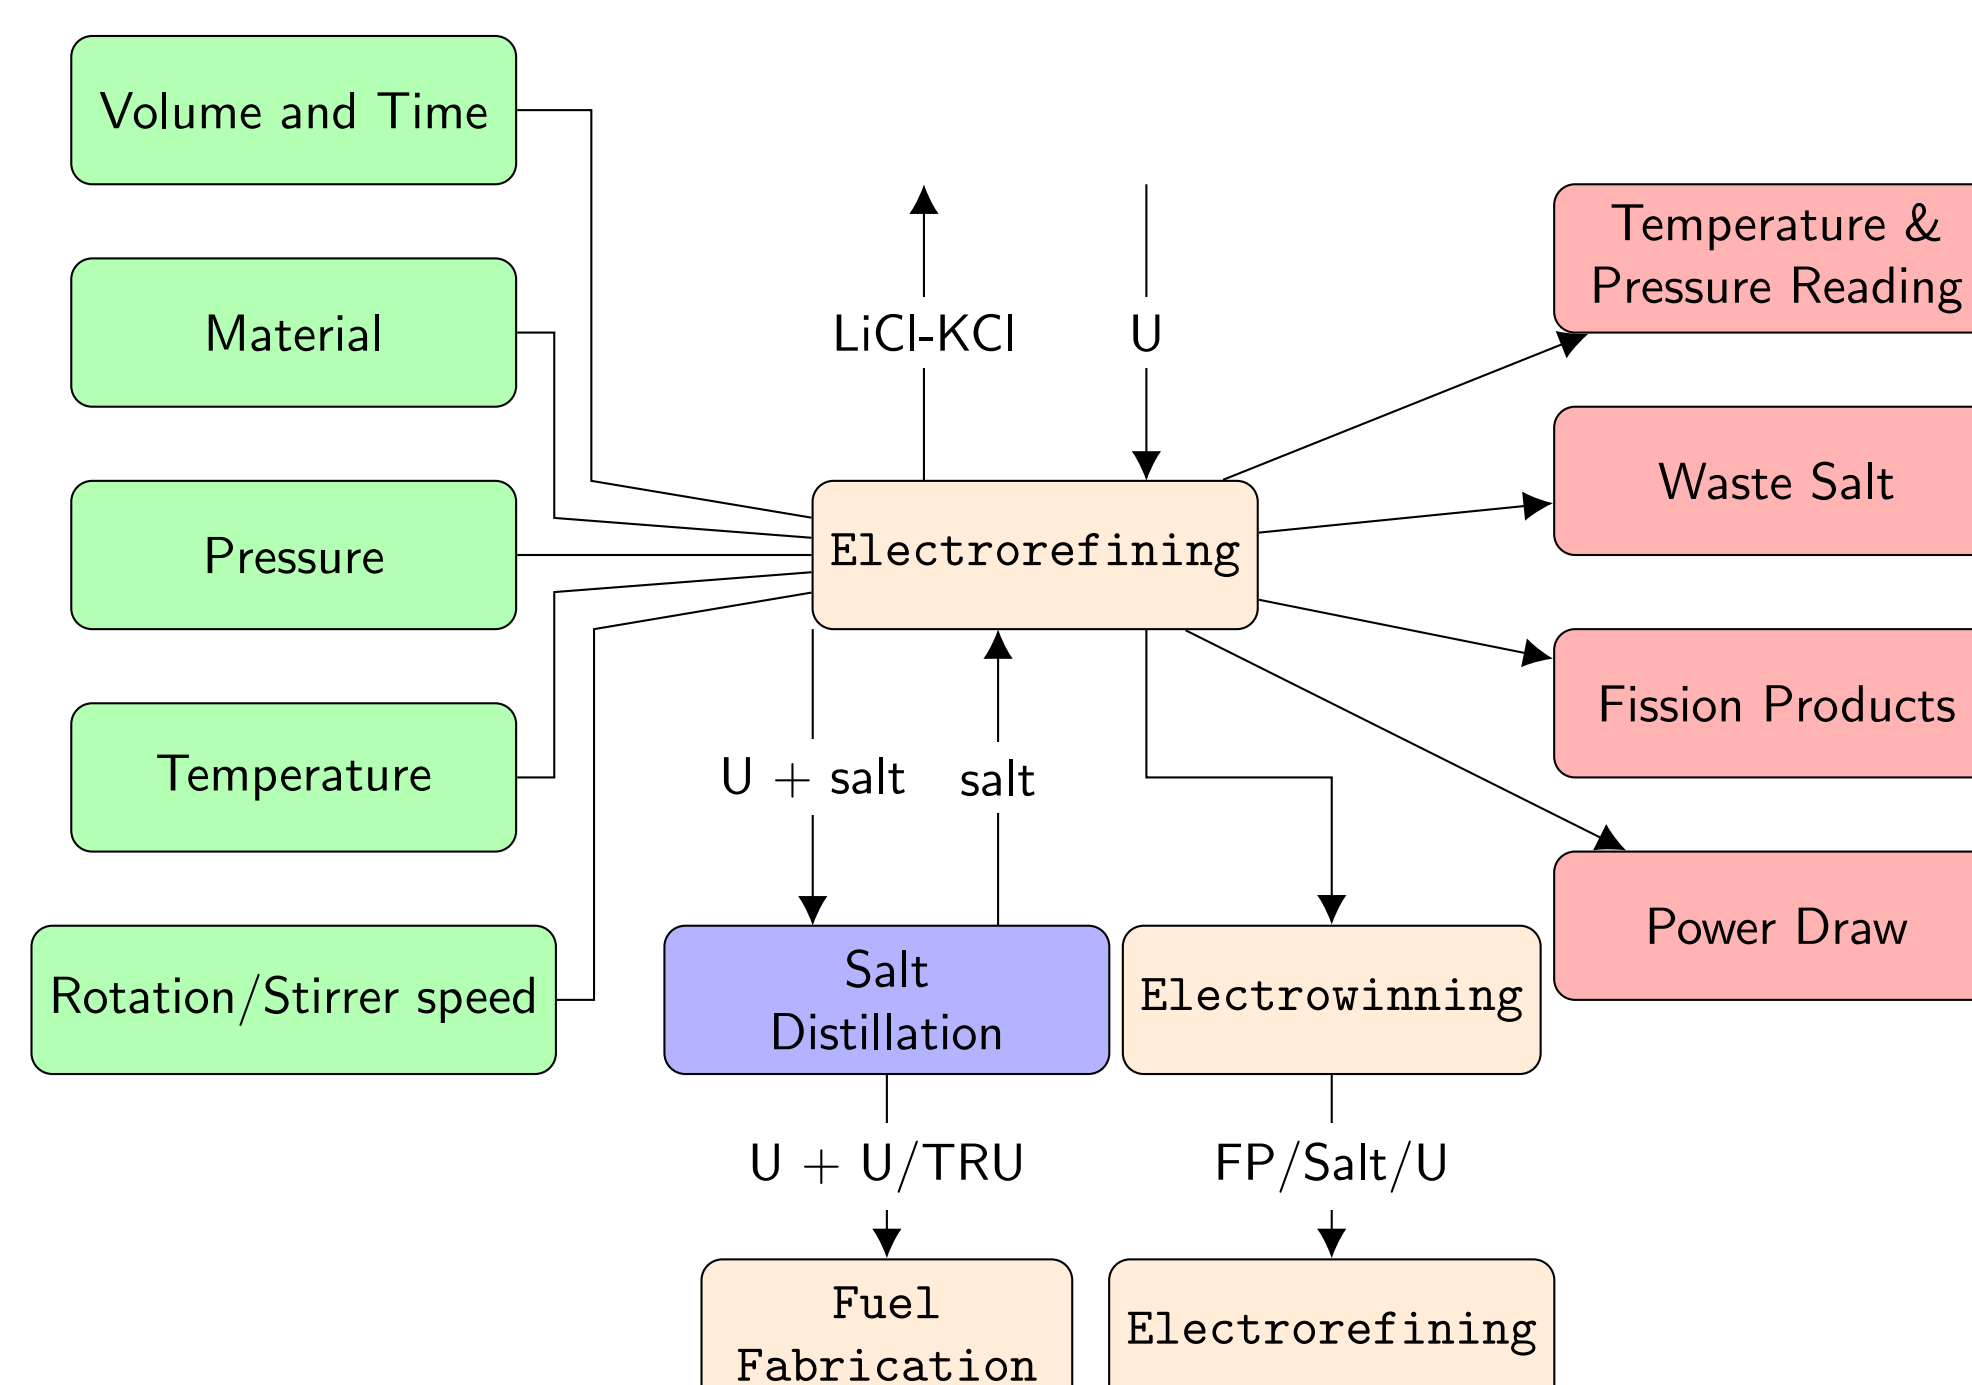 Volume and Time
Material
Pressure
Temperature
Rotation/Stirrer speed
LiCl-KCl
U
Electrorefining
Temperature &
Pressure Reading
Waste Salt
Fission Products
Power Draw
U + salt
salt
Salt
Distillation
Electrowinning
U + U/TRU
FP/Salt/U
Fuel
Fabrication
Electrorefining